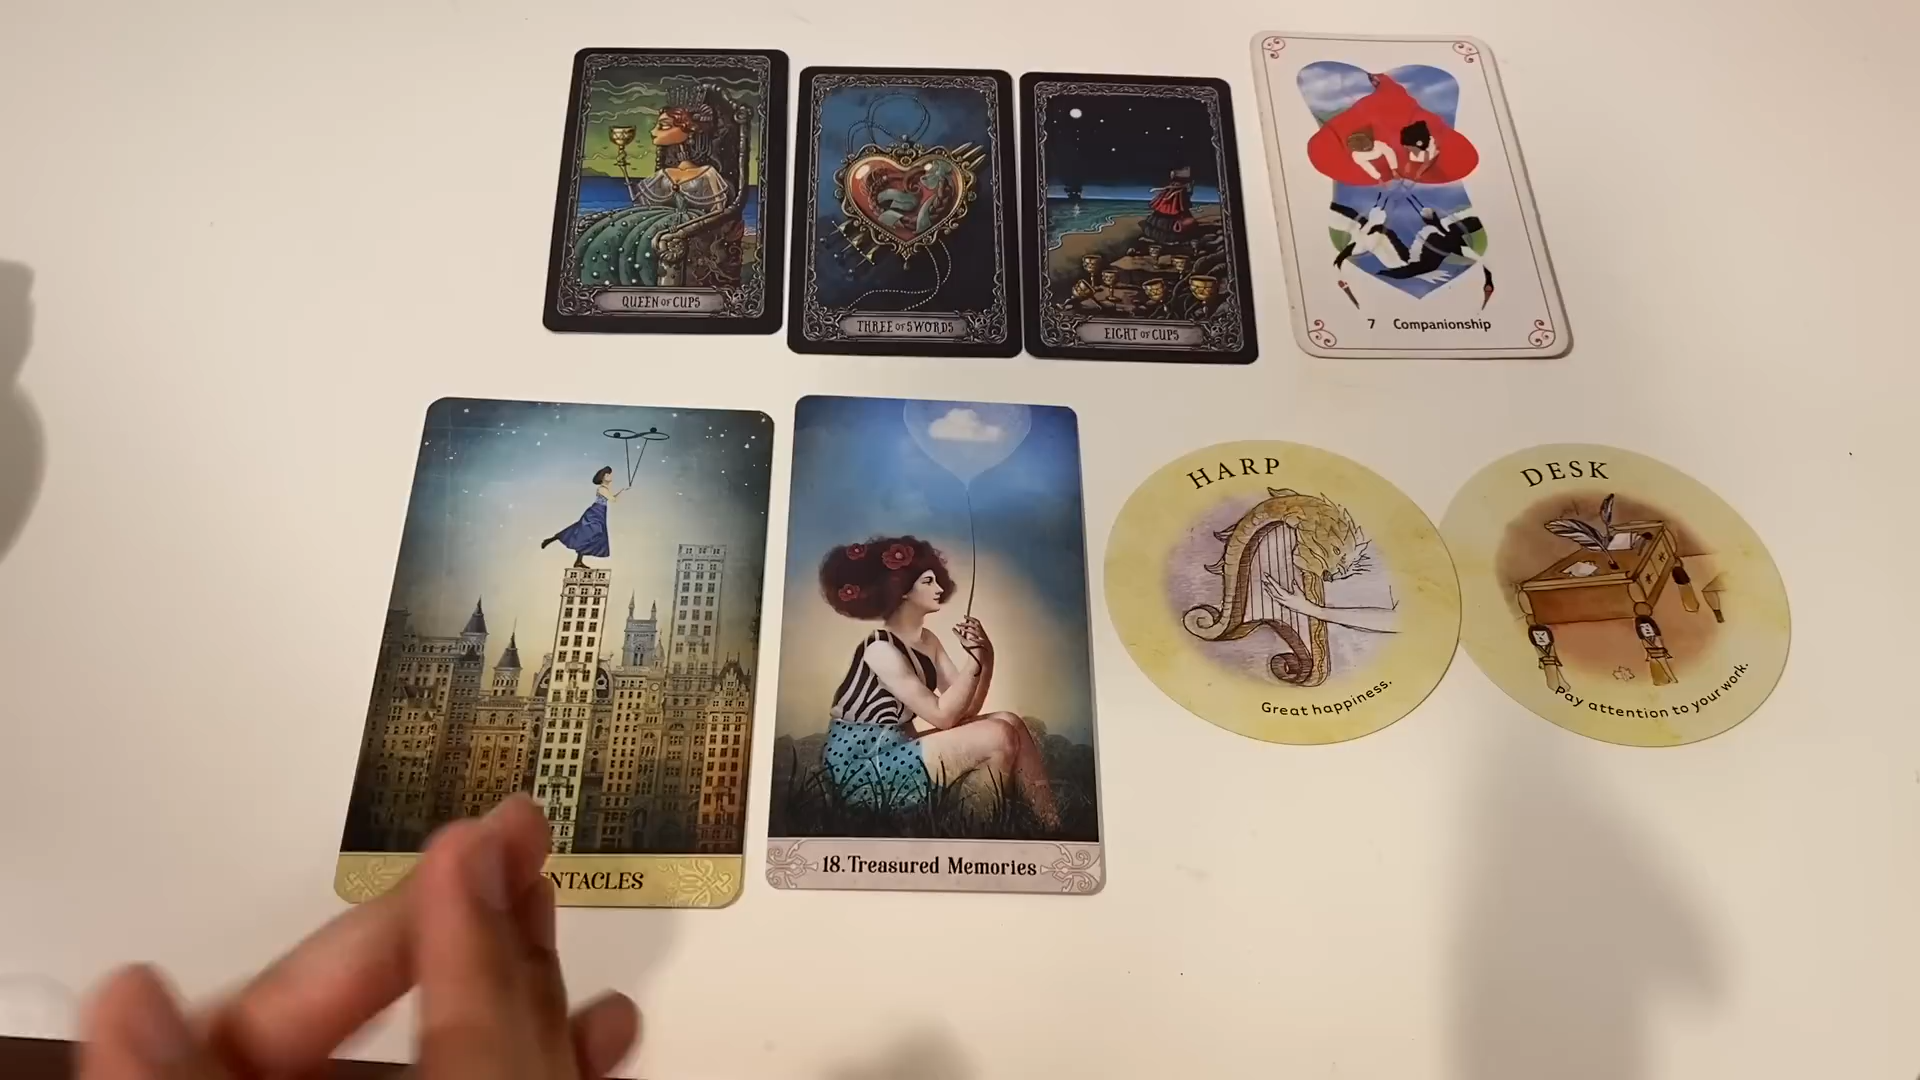 QUEEN OF CUPS
THREE OF SWORDS
EIGHT OF CUPS
7 Companionship
HARP
Great happiness.
DESK
Pay attention to your work.
NTACLES
18. Treasured Memories